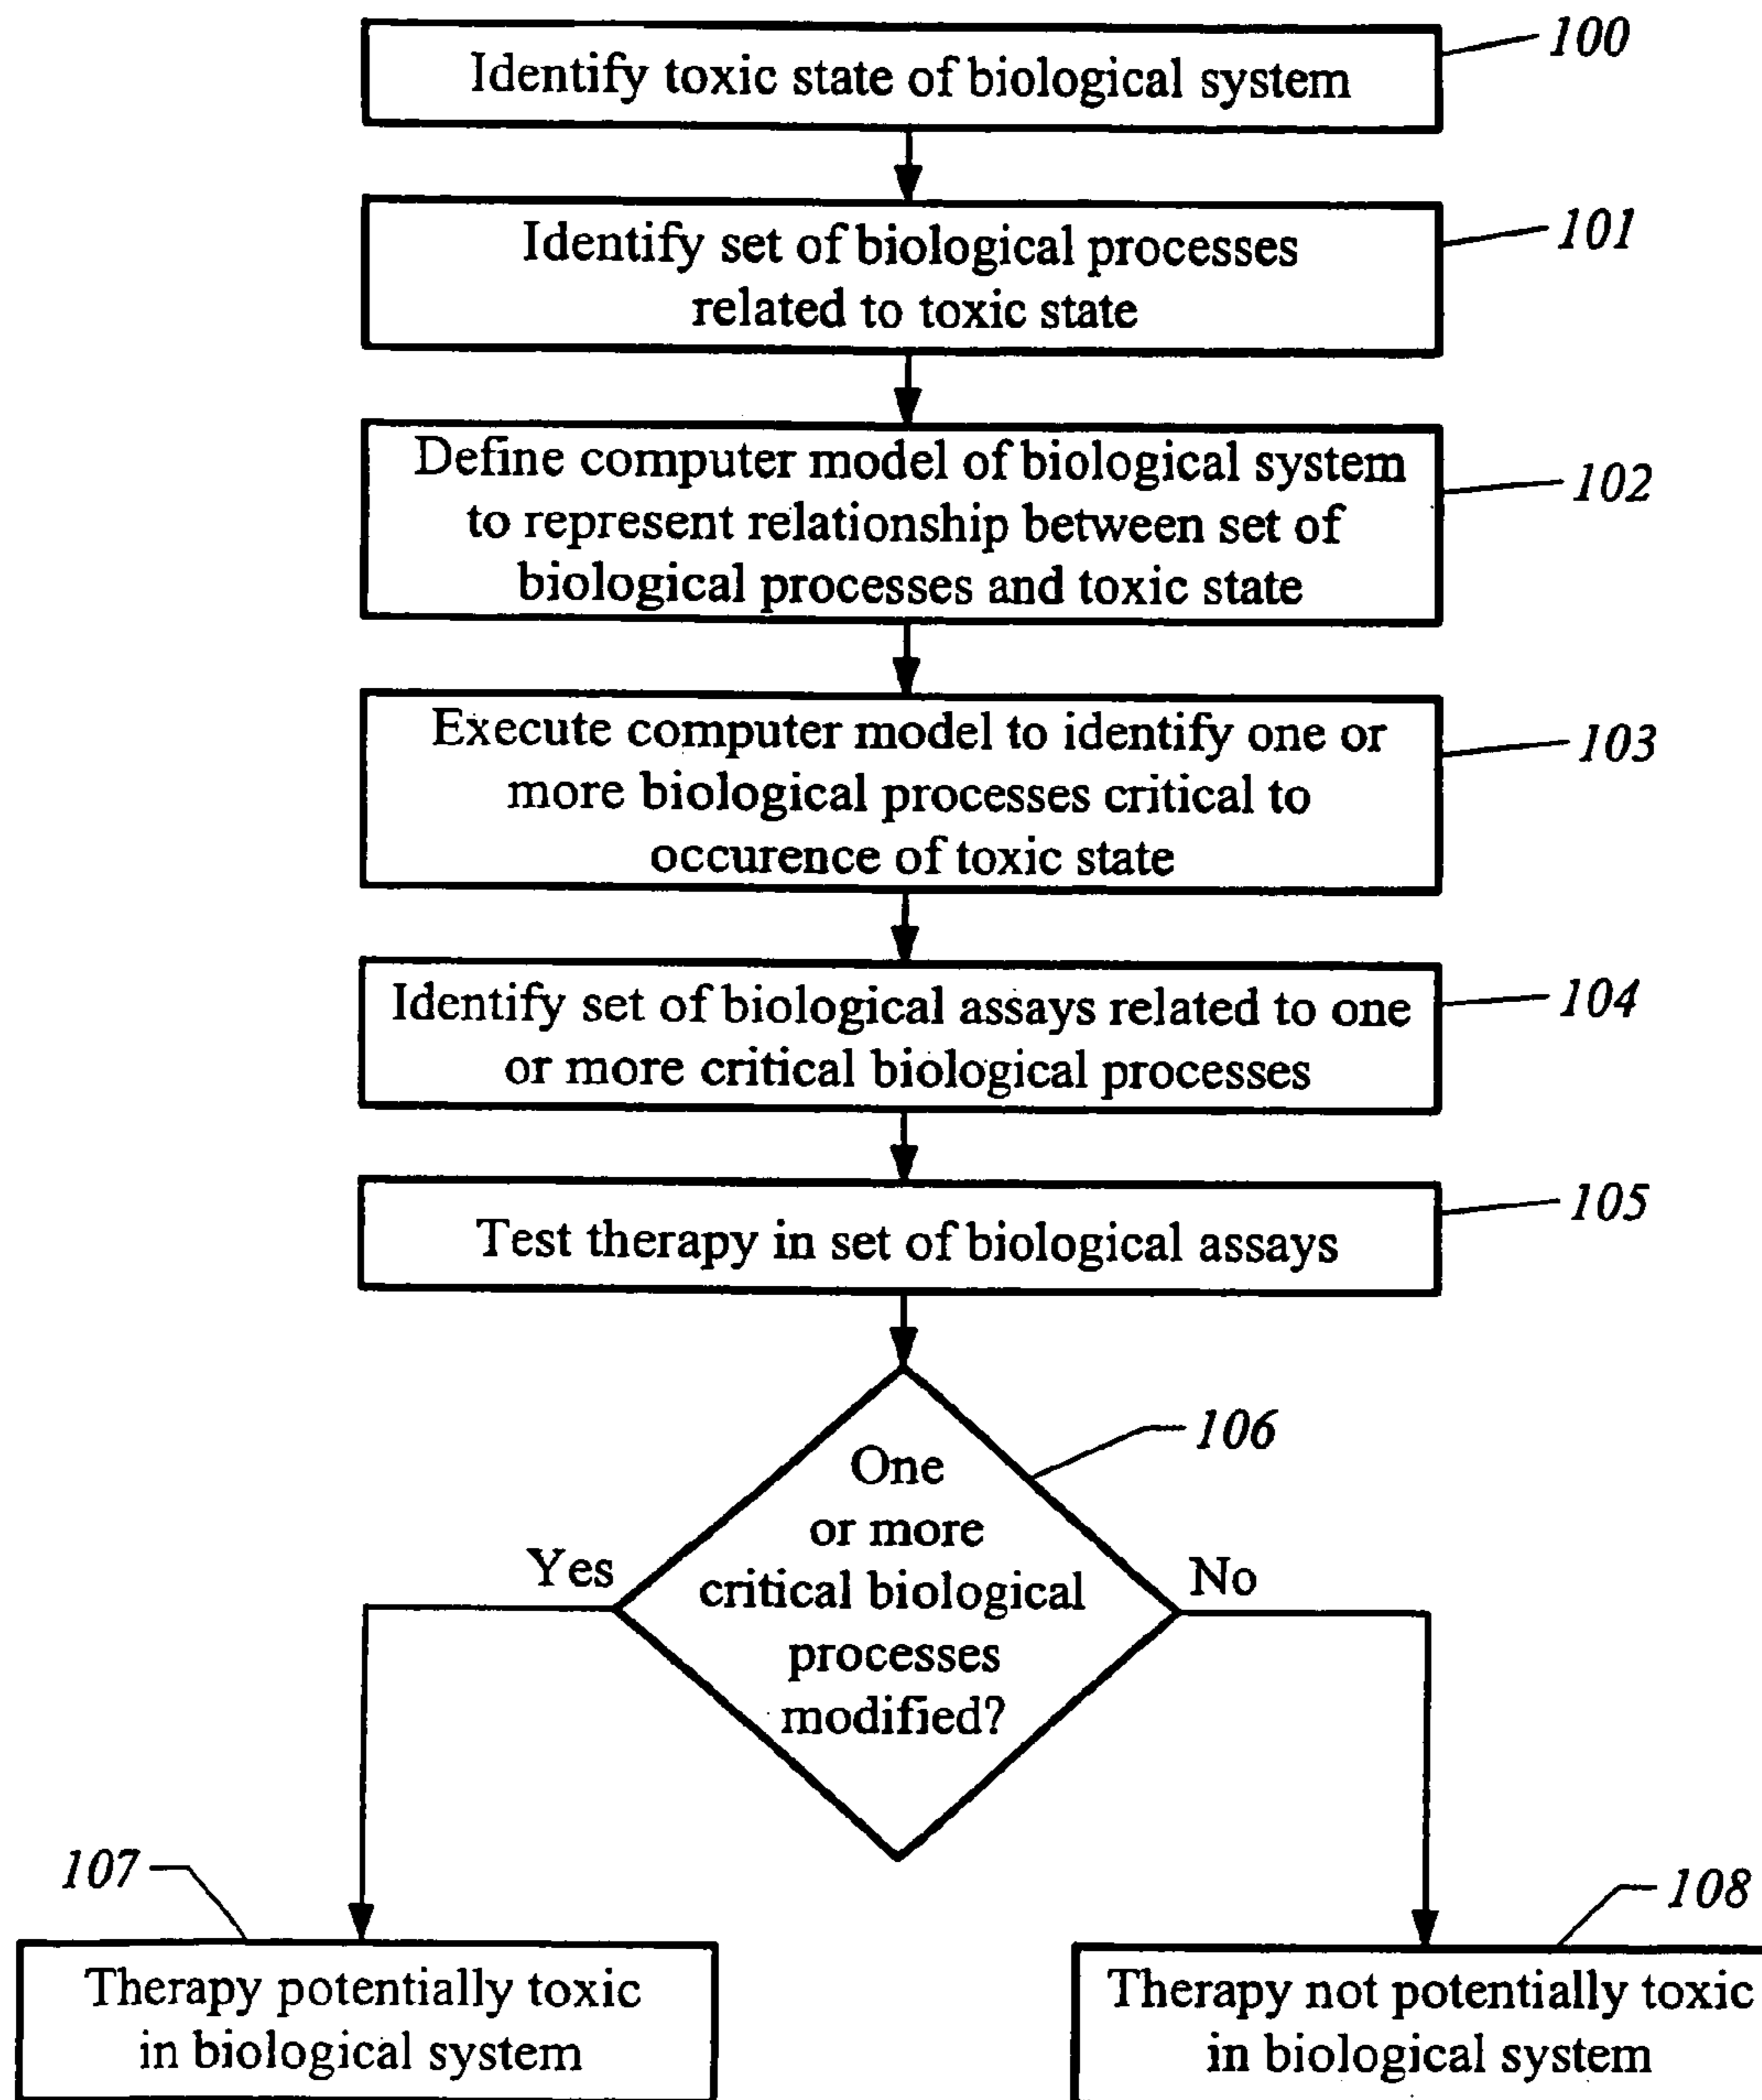 Identify toxic state of biological system
100
Identify set of biological processes
related to toxic state
101
Define computer model of biological system
to represent relationship between set of
biological processes and toxic state
102
Execute computer model to identify one or
more biological processes critical to
occurence of toxic state
103
Identify set of biological assays related to one
or more critical biological processes
104
Test therapy in set of biological assays
105
One
or more
critical biological
processes
modified?
106
Yes
No
107
Therapy potentially toxic
in biological system
108
Therapy not potentially toxic
in biological system